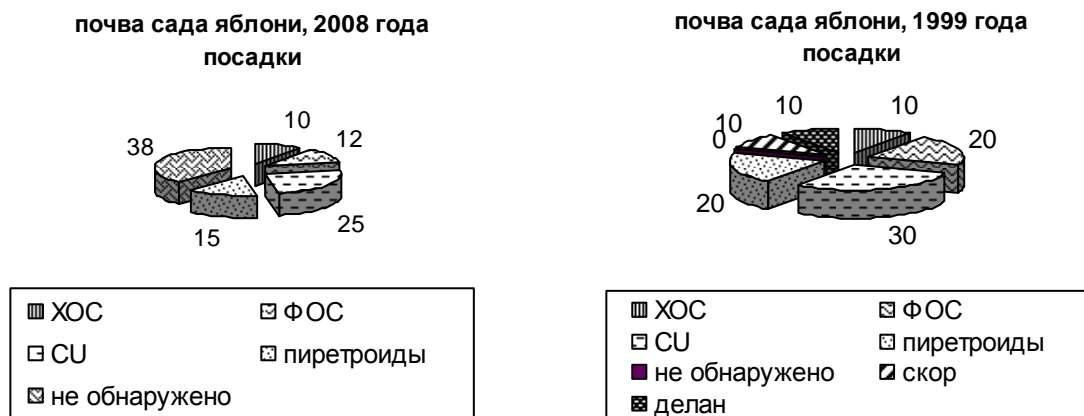 почва сада яблони, 2008 года
посадки
10
12
38
15
25
ХОС ФОС
CU пиретроиды
не обнаружено
почва сада яблони, 1999 года
посадки
10 10
10
0
20
20
30
ХОС ФОС
CU пиретроиды
не обнаружено скор
делан